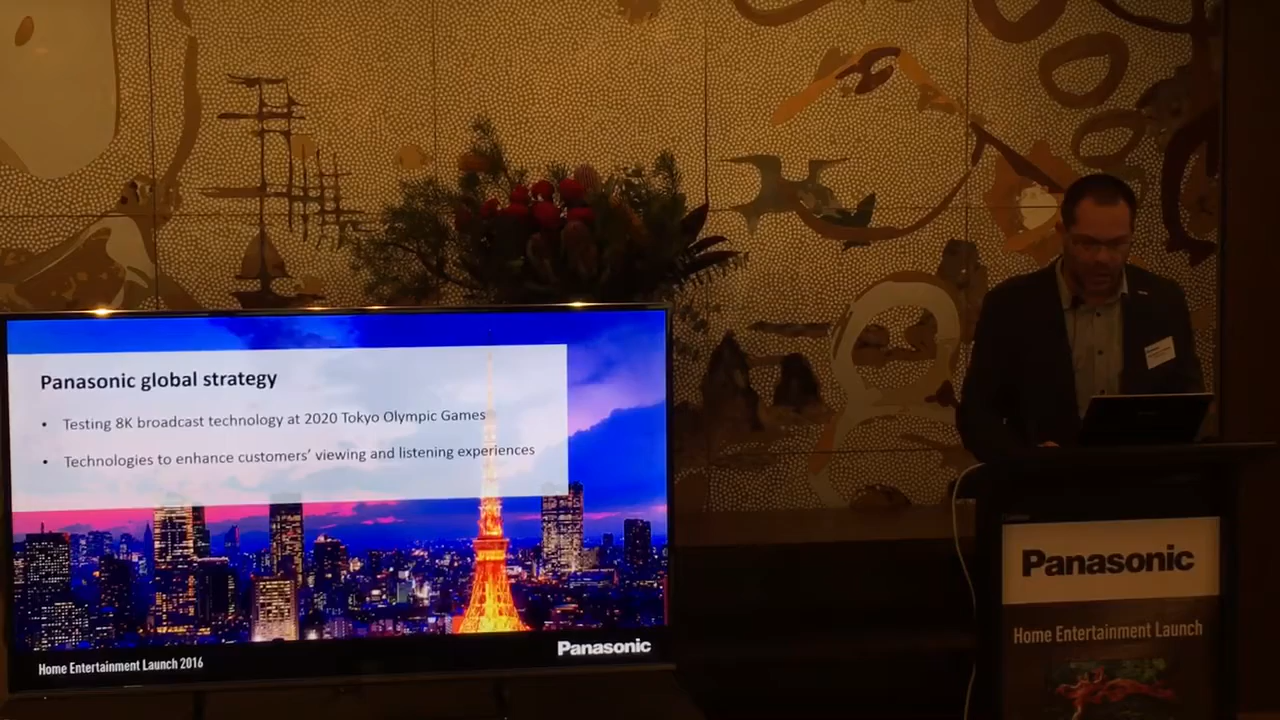 Panasonic global strategy
• Testing 8K broadcast technology at 2020 Tokyo Olympic Games
• Technologies to enhance customers’ viewing and listening experiences
Home Entertainment Launch 2016
Panasonic
Panasonic
Home Entertainment Launch